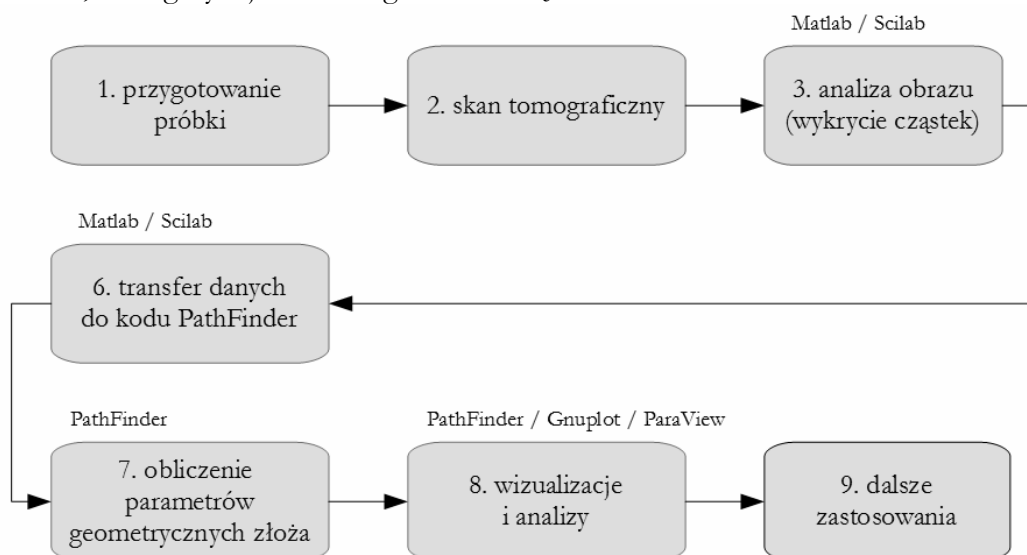 Matlab / Scilab
1. przygotowanie
próbki
2. skan tomograficzny
3. analiza obrazu
(wykrycie cząstek)
Matlab / Scilab
6. transfer danych
do kodu PathFinder
PathFinder
7. obliczenie
parametrów
geometrycznych złoża
PathFinder / Gnuplot / ParaView
8. wizualizacje
i analizy
9. dalsze
zastosowania